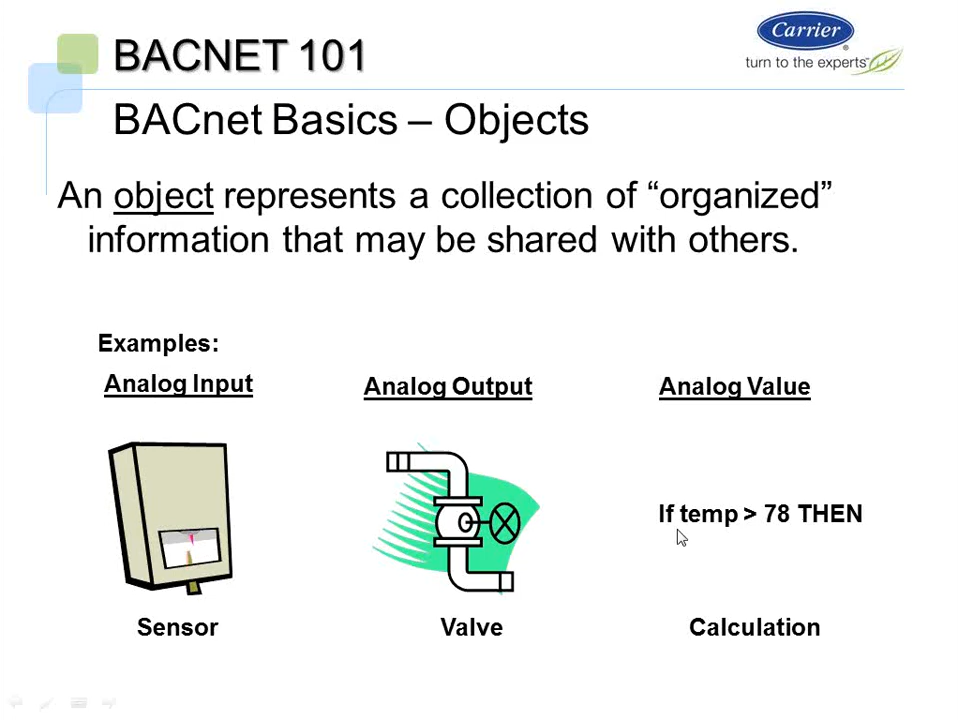 BACNET 101
Carrier
®
turn to the experts
BACnet Basics – Objects
An object represents a collection of “organized”
information that may be shared with others.
Examples:
Analog Input
Analog Output
Analog Value
If temp > 78 THEN
Sensor
Valve
Calculation